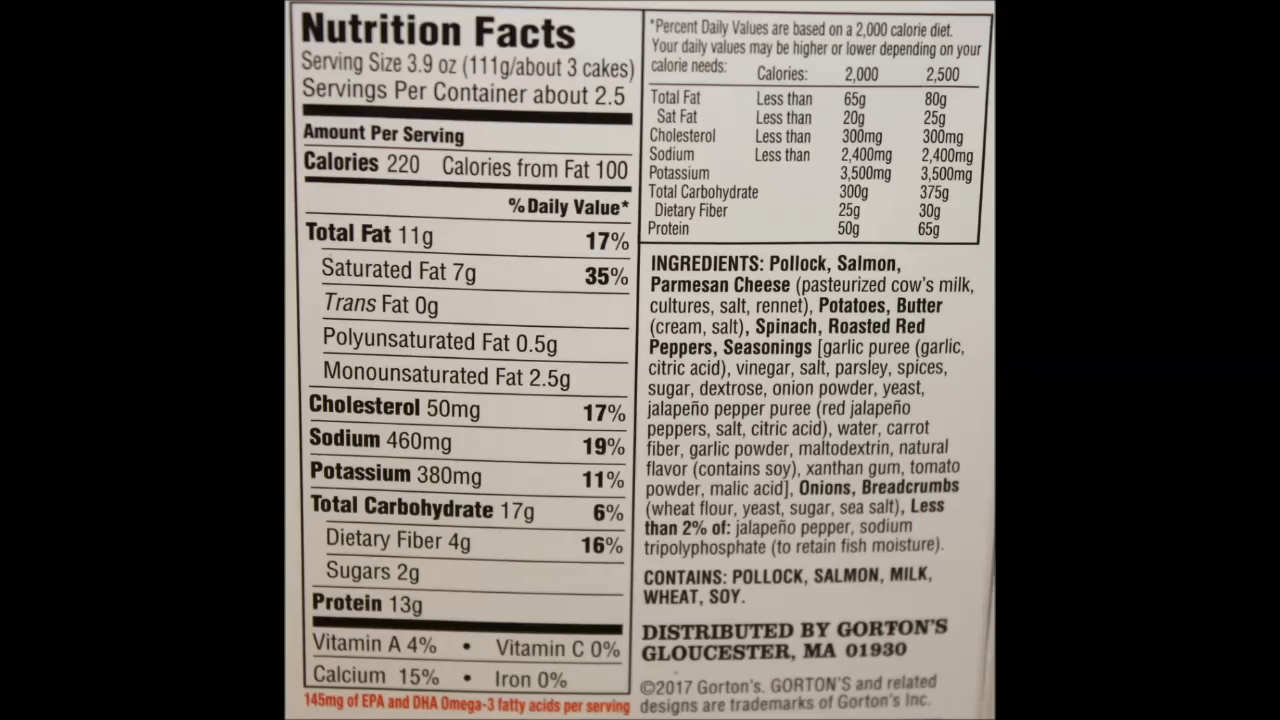 Nutrition Facts
Serving Size 3.9 oz (111g/about 3 cakes)
Servings Per Container about 2.5
Amount Per Serving
Calories 220 Calories from Fat 100
% Daily Value*
Total Fat 11g 17%
Saturated Fat 7g 35%
Trans Fat 0g
Polyunsaturated Fat 0.5g
Monounsaturated Fat 2.5g
Cholesterol 50mg 17%
Sodium 460mg 19%
Potassium 380mg 11%
Total Carbohydrate 17g 6%
Dietary Fiber 4g 16%
Sugars 2g
Protein 13g
Vitamin A 4% • Vitamin C 0%
Calcium 15% • Iron 0%
145mg of EPA and DHA Omega-3 fatty acids per serving
*Percent Daily Values are based on a 2,000 calorie diet.
Your daily values may be higher or lower depending on your
calorie needs: Calories: 2,000 2,500
Total Fat Less than 65g 80g
Sat Fat Less than 20g 25g
Cholesterol Less than 300mg 300mg
Sodium Less than 2,400mg 2,400mg
Potassium 3,500mg 3,500mg
Total Carbohydrate 300g 375g
Dietary Fiber 25g 30g
Protein 50g 65g
INGREDIENTS: Pollock, Salmon,
Parmesan Cheese (pasteurized cow's milk,
cultures, salt, rennet), Potatoes, Butter
(cream, salt), Spinach, Roasted Red
Peppers, Seasonings [garlic puree (garlic,
citric acid), vinegar, salt, parsley, spices,
sugar, dextrose, onion powder, yeast,
jalapeño pepper puree (red jalapeño
peppers, salt, citric acid), water, carrot
fiber, garlic powder, maltodextrin, natural
flavor (contains soy), xanthan gum, tomato
powder, malic acid], Onions, Breadcrumbs
(wheat flour, yeast, sugar, sea salt), Less
than 2% of: jalapeño pepper, sodium
tripolyphosphate (to retain fish moisture).
CONTAINS: POLLOCK, SALMON, MILK,
WHEAT, SOY.
DISTRIBUTED BY GORTON'S
GLOUCESTER, MA 01930
©2017 Gorton's. GORTON'S and related
designs are trademarks of Gorton's Inc.